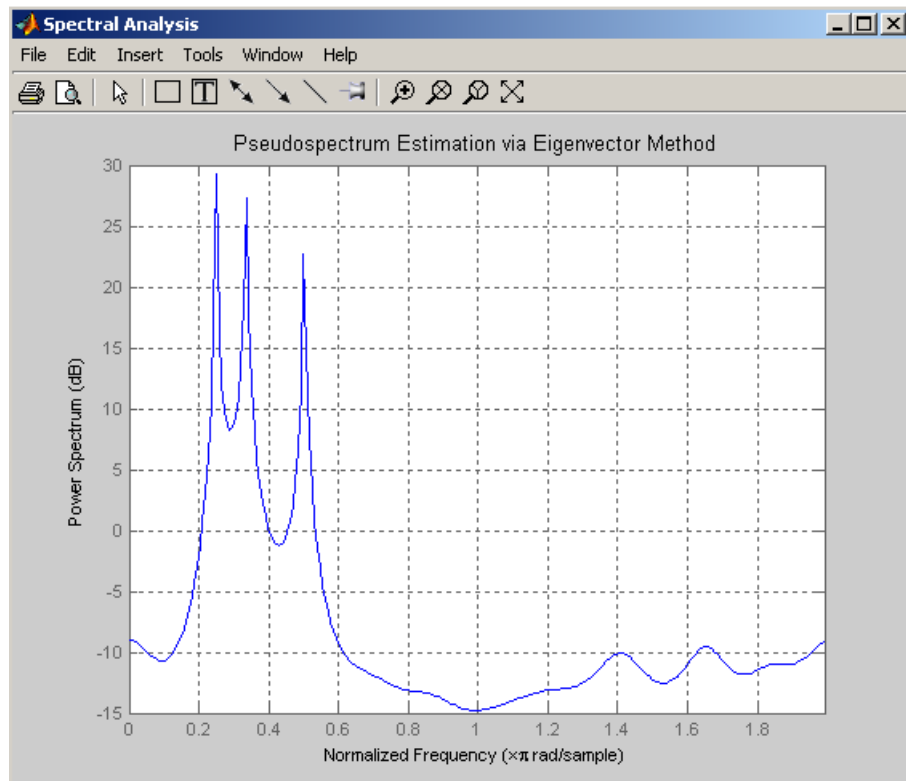 Spectral Analysis
File Edit Insert Tools Window Help
T
Pseudospectrum Estimation via Eigenvector Method
30
25
20
15
10
5
0
-5
-10
-15
Power Spectrum (dB)
0 0.2 0.4 0.6 0.8 1 1.2 1.4 1.6 1.8
Normalized Frequency (×π rad/sample)